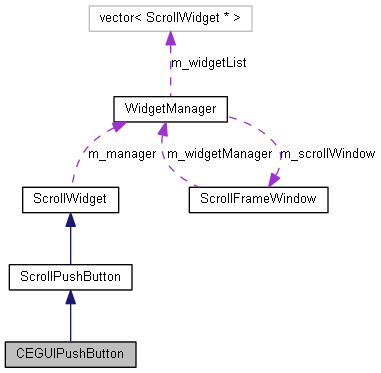 vector< ScrollWidget * >
m_widgetList
WidgetManager
m_manager
m_widgetManager
m_scrollWindow
ScrollWidget
ScrollFrameWindow
ScrollPushButton
CEGUIPushButton